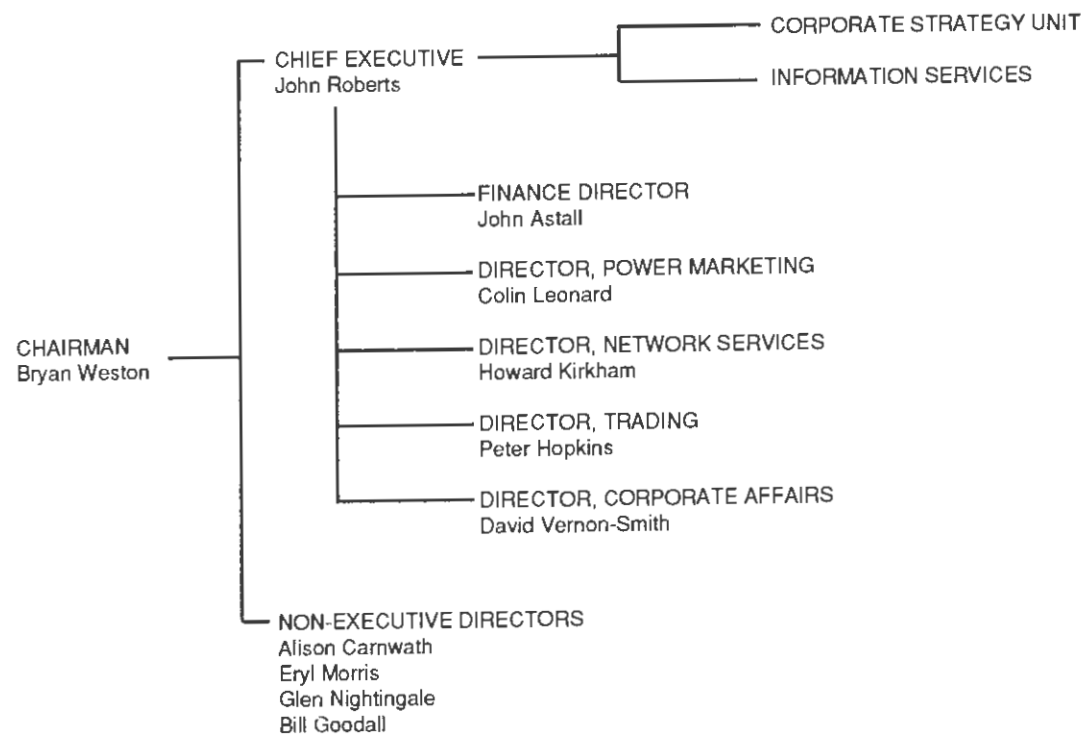 CORPORATE STRATEGY UNIT
CHIEF EXECUTIVE
John Roberts
INFORMATION SERVICES
FINANCE DIRECTOR
John Astall
DIRECTOR, POWER MARKETING
Colin Leonard
CHAIRMAN
Bryan Weston
DIRECTOR, NETWORK SERVICES
Howard Kirkham
DIRECTOR, TRADING
Peter Hopkins
DIRECTOR, CORPORATE AFFAIRS
David Vernon-Smith
NON-EXECUTIVE DIRECTORS
Alison Carnwath
Eryl Morris
Glen Nightingale
Bill Goodall